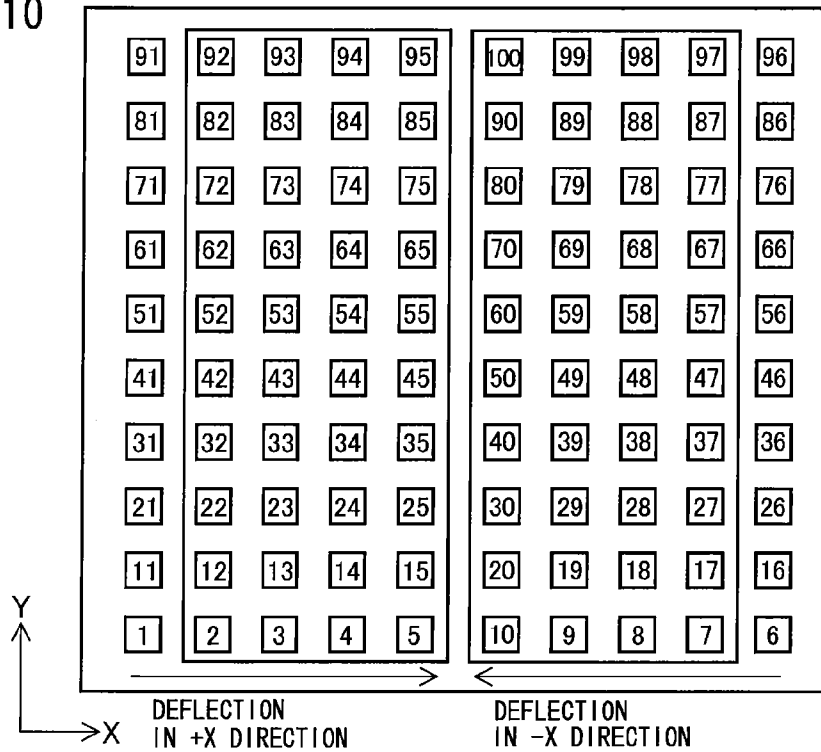 10
91 92 93 94 95 100 99 98 97 96
81 82 83 84 85 90 89 88 87 86
71 72 73 74 75 80 79 78 77 76
61 62 63 64 65 70 69 68 67 66
51 52 53 54 55 60 59 58 57 56
41 42 43 44 45 50 49 48 47 46
31 32 33 34 35 40 39 38 37 36
21 22 23 24 25 30 29 28 27 26
11 12 13 14 15 20 19 18 17 16
1 2 3 4 5 10 9 8 7 6
Y
X
DEFLECTION
IN +X DIRECTION
DEFLECTION
IN -X DIRECTION